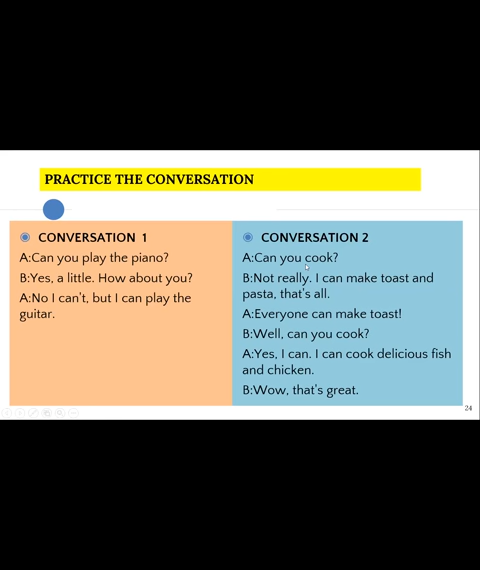 PRACTICE THE CONVERSATION
CONVERSATION 1
A:Can you play the piano?
B:Yes, a little. How about you?
A:No I can't, but I can play the
guitar.
CONVERSATION 2
A:Can you cook?
B:Not really. I can make toast and
pasta, that's all.
A:Everyone can make toast!
B:Well, can you cook?
A:Yes, I can. I can cook delicious fish
and chicken.
B:Wow, that's great.
24